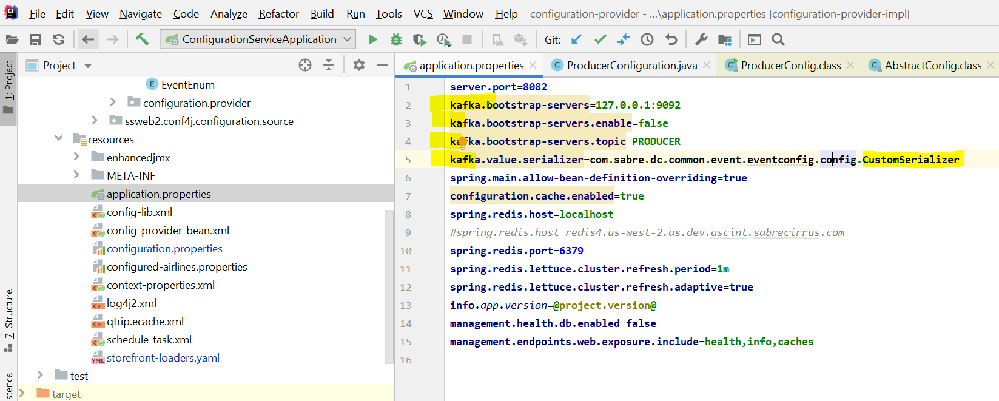 File Edit View Navigate Code Analyze Refactor Build Run Tools VCS Window Help configuration-provider - ...\application.properties [configuration-provider-impl]
ConfigurationServiceApplication Git:
Project
application.properties ProducerConfiguration.java ProducerConfig.class AbstractConfig.class
1: Project
7: Structure
stence
E EventEnum
configuration.provider
ssweb2.conf4j.configuration.source
resources
enhancedjmx
META-INF
application.properties
config-lib.xml
config-provider-bean.xml
configuration.properties
configured-airlines.properties
context-properties.xml
log4j2.xml
qtrip.ecache.xml
schedule-task.xml
YML storefront-loaders.yaml
test
target
1 server.port=8082
2 kafka.bootstrap-servers=127.0.0.1:9092
3 kafka.bootstrap-servers.enable=false
4 kafka.bootstrap-servers.topic=PRODUCER
5 kafka.value.serializer=com.sabre.dc.common.event.eventconfig.config.CustomSerializer
6 spring.main.allow-bean-definition-overriding=true
7 configuration.cache.enabled=true
8 spring.redis.host=localhost
9 #spring.redis.host=redis4.us-west-2.as.dev.ascint.sabrecirrus.com
10 spring.redis.port=6379
11 spring.redis.lettuce.cluster.refresh.period=1m
12 spring.redis.lettuce.cluster.refresh.adaptive=true
13 info.app.version=@project.version@
14 management.health.db.enabled=false
15 management.endpoints.web.exposure.include=health,info,caches
16